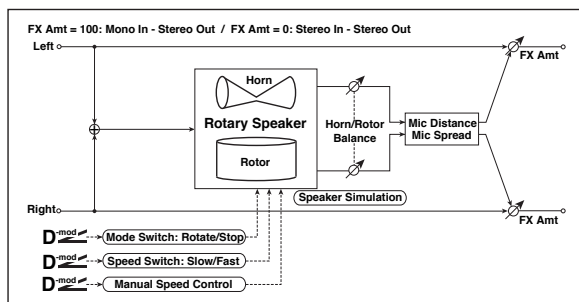 FX Amt = 100: Mono In - Stereo Out / FX Amt = 0: Stereo In - Stereo Out
Left
FX Amt
Horn
Rotary Speaker
Horn/Rotor
Balance
Mic Distance
Mic Spread
Rotor
Speaker Simulation
Right
FX Amt
D-mod
Mode Switch: Rotate/Stop
D-mod
Speed Switch: Slow/Fast
D-mod
Manual Speed Control